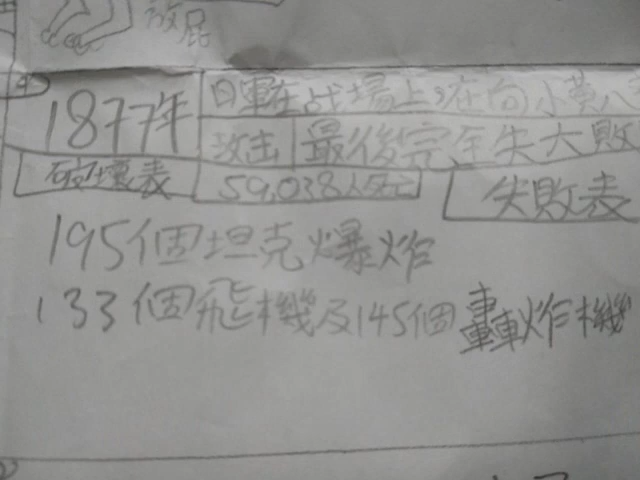 放屁
1877年
日軍在战場上,在向小黃八
攻击 最後完全失大敗
破壞表 59,038人死亡 失敗表
195個坦克爆炸
133個飛機及145個轟炸機